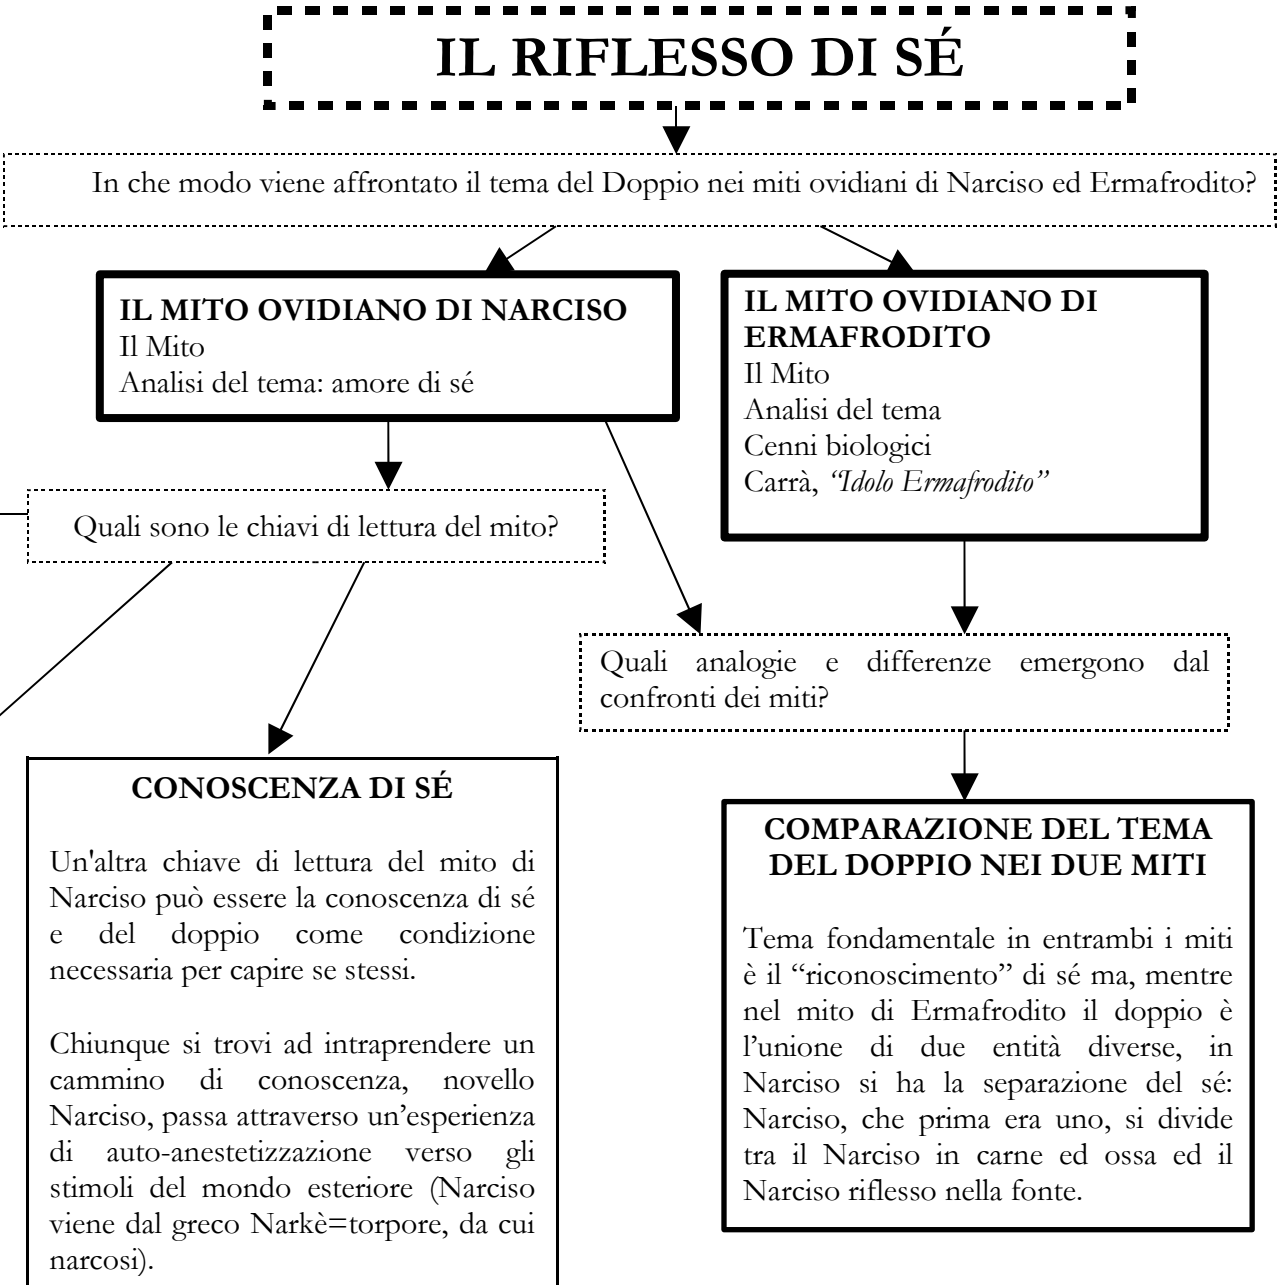 IL RIFLESSO DI SÉ
In che modo viene affrontato il tema del Doppio nei miti ovidiani di Narciso ed Ermafrodito?
IL MITO OVIDIANO DI NARCISO
Il Mito
Analisi del tema: amore di sé
IL MITO OVIDIANO DI
ERMAFRODITO
Il Mito
Analisi del tema
Cenni biologici
Carrà, “Idolo Ermafrodito”
Quali sono le chiavi di lettura del mito?
Quali analogie e differenze emergono dal
confronti dei miti?
CONOSCENZA DI SÉ
Un'altra chiave di lettura del mito di
Narciso può essere la conoscenza di sé
e del doppio come condizione
necessaria per capire se stessi.
Chiunque si trovi ad intraprendere un
cammino di conoscenza, novello
Narciso, passa attraverso un’esperienza
di auto-anestetizzazione verso gli
stimoli del mondo esteriore (Narciso
viene dal greco Narkè=torpore, da cui
narcosi).
COMPARAZIONE DEL TEMA
DEL DOPPIO NEI DUE MITI
Tema fondamentale in entrambi i miti
è il “riconoscimento” di sé ma, mentre
nel mito di Ermafrodito il doppio è
l’unione di due entità diverse, in
Narciso si ha la separazione del sé:
Narciso, che prima era uno, si divide
tra il Narciso in carne ed ossa ed il
Narciso riflesso nella fonte.